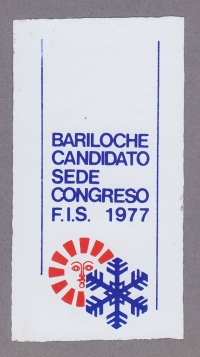 BARILOCHE
CANDIDATO
SEDE
CONGRESO
F.I.S. 1977